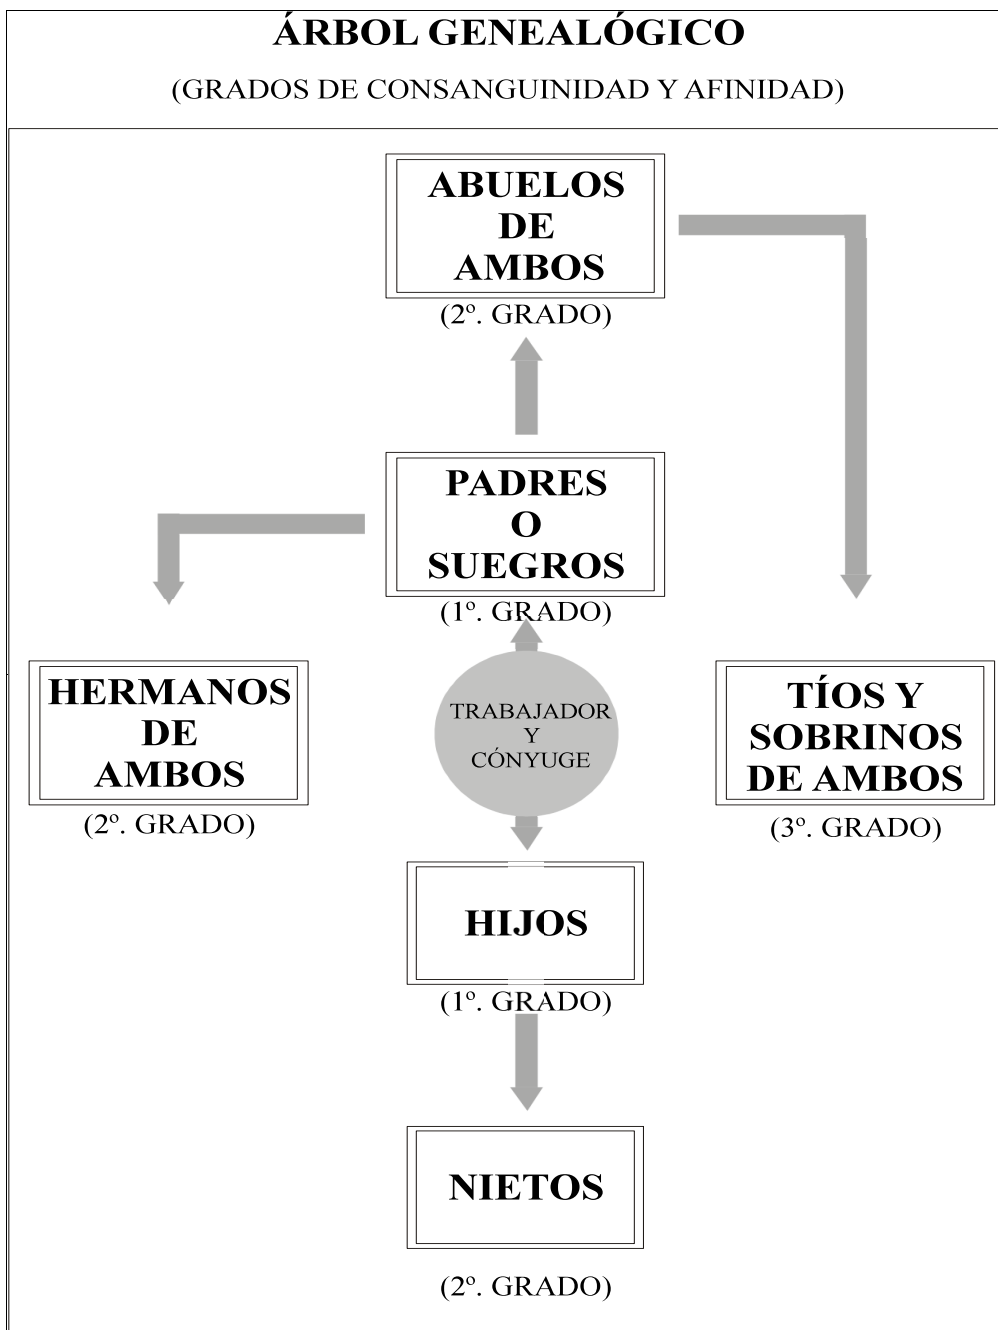 ÁRBOL GENEALÓGICO
(GRADOS DE CONSANGUINIDAD Y AFINIDAD)
ABUELOS
DE
AMBOS
(2º. GRADO)
PADRES
O
SUEGROS
(1º. GRADO)
HERMANOS
DE
AMBOS
(2º. GRADO)
TRABAJADOR
Y
CÓNYUGE
TÍOS Y
SOBRINOS
DE AMBOS
(3º. GRADO)
HIJOS
(1º. GRADO)
NIETOS
(2º. GRADO)